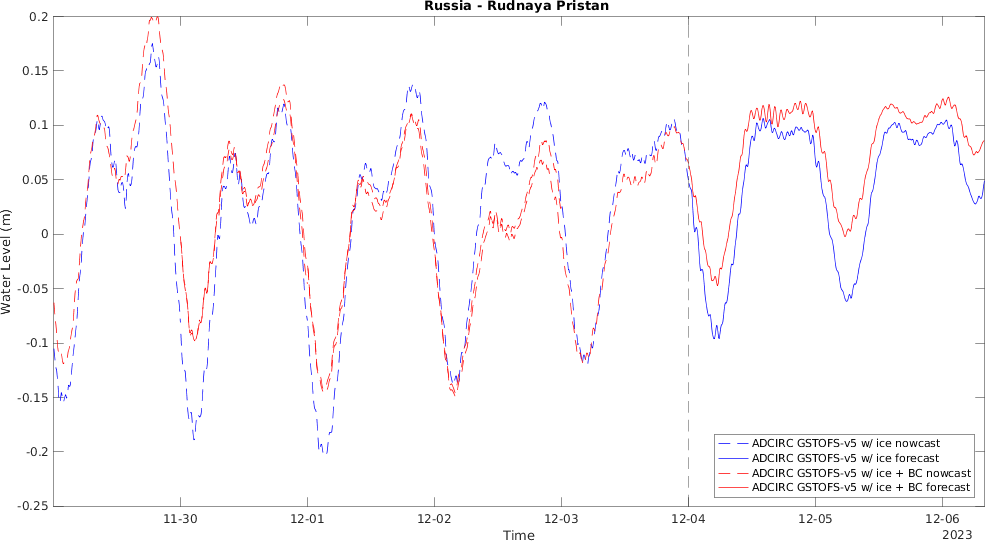 Russia - Rudnaya Pristan
0.2
0.15
0.1
0.05
0
-0.05
-0.1
-0.15
-0.2
-0.25
Water Level (m)
ADCIRC GSTOFS-v5 w/ ice nowcast
ADCIRC GSTOFS-v5 w/ ice forecast
ADCIRC GSTOFS-v5 w/ ice + BC nowcast
ADCIRC GSTOFS-v5 w/ ice + BC forecast
11-30 12-01 12-02 12-03 12-04 12-05 12-06
Time
2023